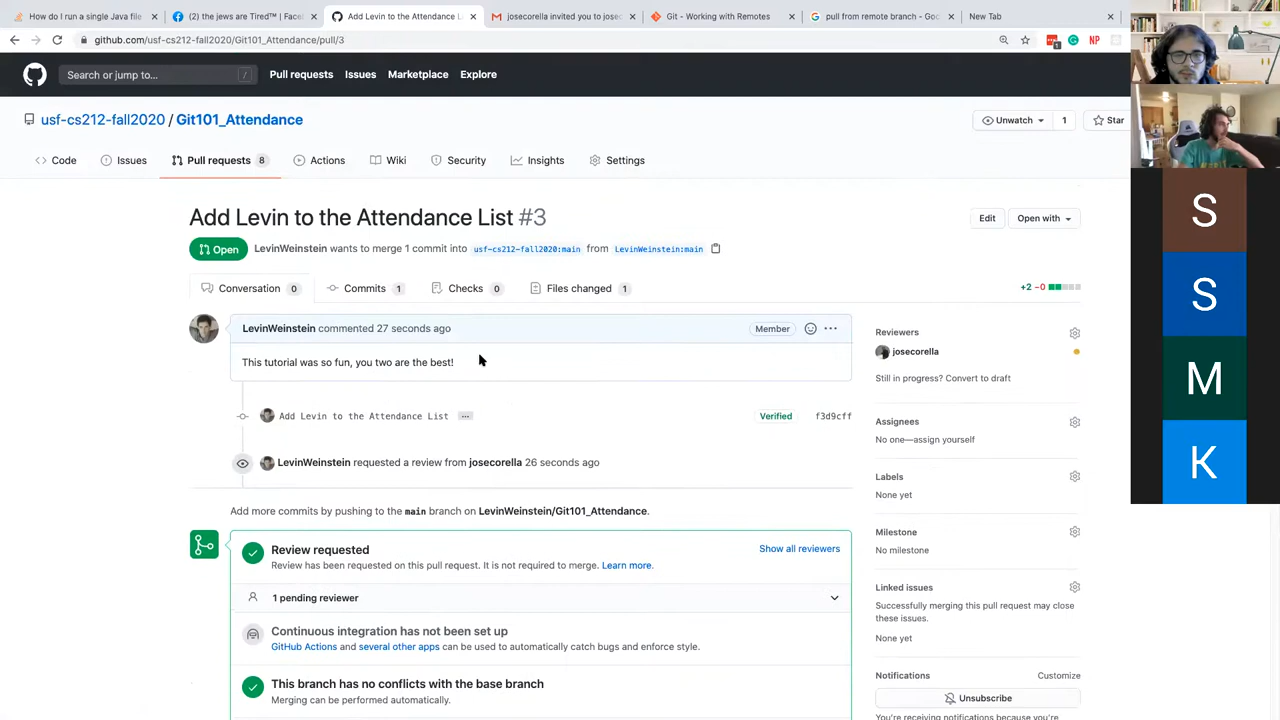 How do I run a single Java file
(2) the jews are Tired™ | Face
Add Levin to the Attendance L
josecorella invited you to josec
Git - Working with Remotes
pull from remote branch - Goo
New Tab
github.com/usf-cs212-fall2020/Git101_Attendance/pull/3
NP
Search or jump to...
/
Pull requests
Issues
Marketplace
Explore
usf-cs212-fall2020 / Git101_Attendance
Unwatch
1
Star
Code
Issues
Pull requests 8
Actions
Wiki
Security
Insights
Settings
Add Levin to the Attendance List #3
Edit
Open with
Open
LevinWeinstein wants to merge 1 commit into usf-cs212-fall2020:main from LevinWeinstein:main
Conversation 0
Commits 1
Checks 0
Files changed 1
+2 −0
LevinWeinstein commented 27 seconds ago
Member
This tutorial was so fun, you two are the best!
Add Levin to the Attendance List
Verified
f3d9cff
LevinWeinstein requested a review from josecorella 26 seconds ago
Add more commits by pushing to the main branch on LevinWeinstein/Git101_Attendance.
Review requested
Show all reviewers
Review has been requested on this pull request. It is not required to merge. Learn more.
1 pending reviewer
Continuous integration has not been set up
GitHub Actions and several other apps can be used to automatically catch bugs and enforce style.
This branch has no conflicts with the base branch
Merging can be performed automatically.
Reviewers
josecorella
Still in progress? Convert to draft
Assignees
No one—assign yourself
Labels
None yet
Milestone
No milestone
Linked issues
Successfully merging this pull request may close
these issues.
None yet
Notifications
Customize
Unsubscribe
You're receiving notifications because you're
S
S
M
K